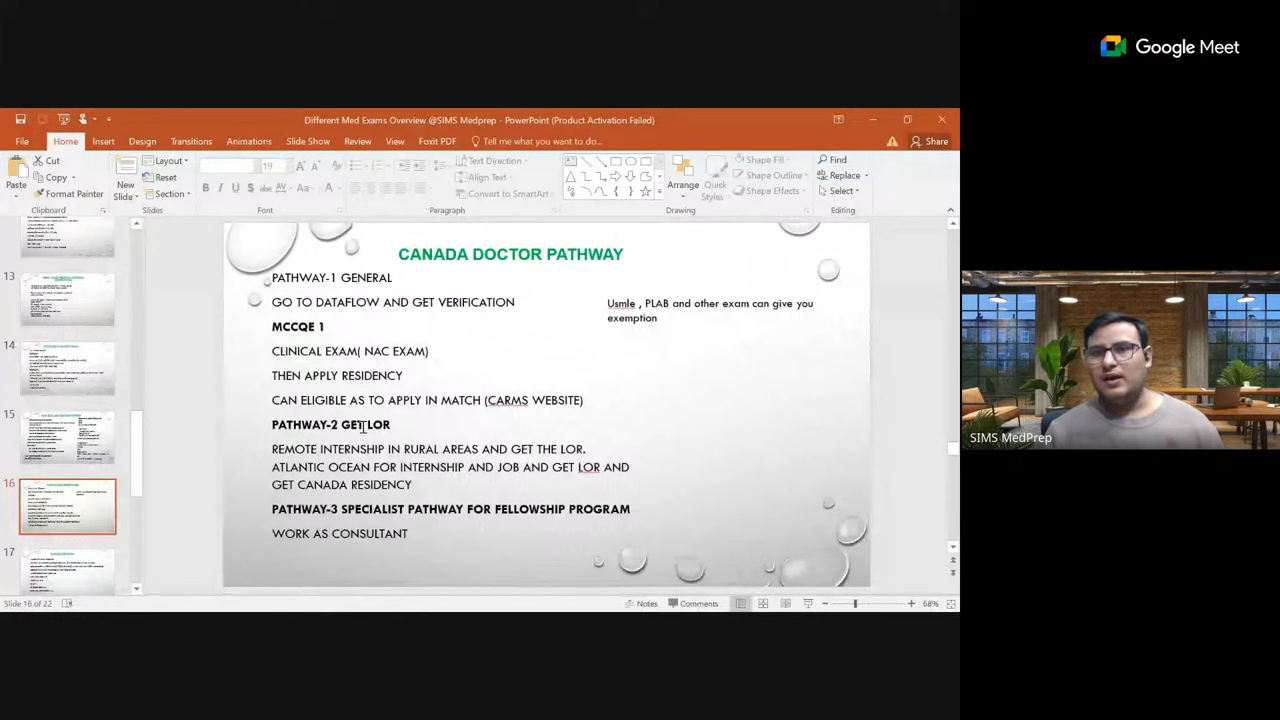 Google Meet
Different Med Exams Overview @SIMS Medprep - PowerPoint (Product Activation Failed)
File Home Insert Design Transitions Animations Slide Show Review View Foxit PDF Tell me what you want to do... Share
Paste
Cut
Copy
Format Painter
Clipboard
New
Slide
Layout
Reset
Section
Slides
19
B I U S abc AV Aa A
Font
Text Direction
Align Text
Convert to SmartArt
Paragraph
Arrange
Quick
Styles
Shape Fill
Shape Outline
Shape Effects
Drawing
Find
Replace
Select
Editing
13
14
15
16
17
CANADA DOCTOR PATHWAY
PATHWAY-1 GENERAL
GO TO DATAFLOW AND GET VERIFICATION
MCCQE 1
CLINICAL EXAM( NAC EXAM)
THEN APPLY RESIDENCY
CAN ELIGIBLE AS TO APPLY IN MATCH (CARMS WEBSITE)
PATHWAY-2 GET LOR
REMOTE INTERNSHIP IN RURAL AREAS AND GET THE LOR.
ATLANTIC OCEAN FOR INTERNSHIP AND JOB AND GET LOR AND
GET CANADA RESIDENCY
PATHWAY-3 SPECIALIST PATHWAY FOR FELLOWSHIP PROGRAM
WORK AS CONSULTANT
Usmle , PLAB and other exam can give you
exemption
SIMS MedPrep
Slide 16 of 22
Notes
Comments
68%